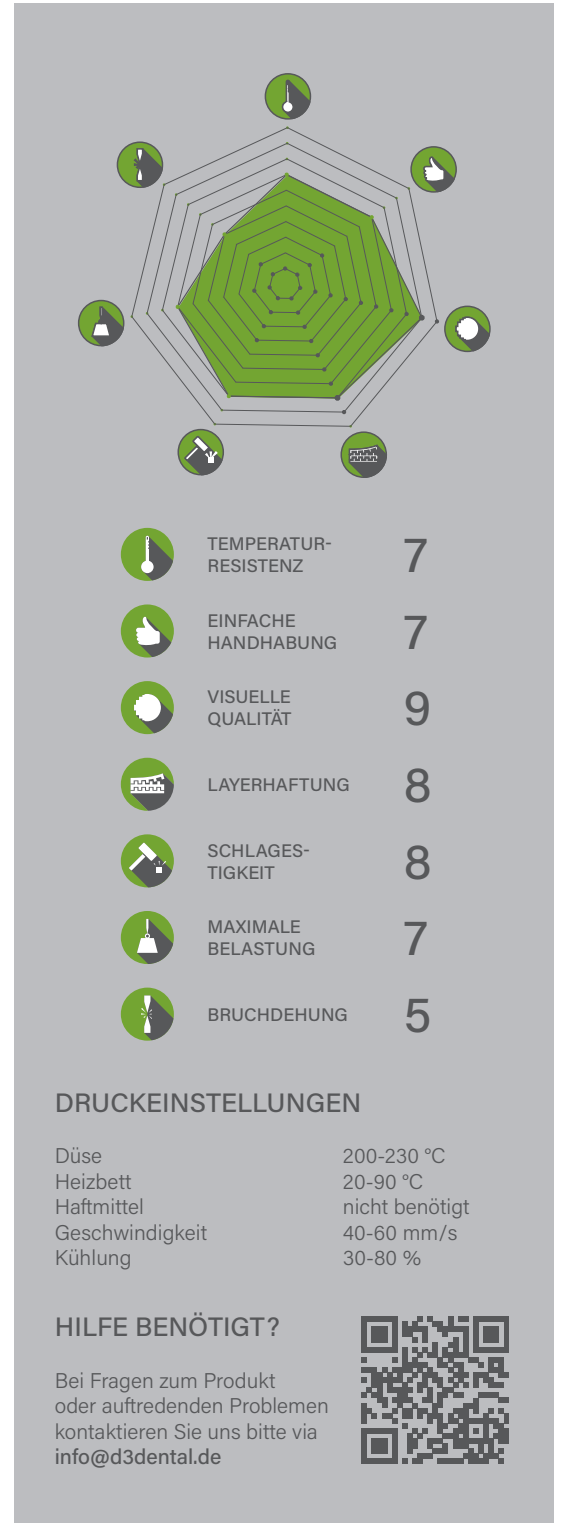 TEMPERATUR-
RESISTENZ 7
EINFACHE
HANDHABUNG 7
VISUELLE
QUALITÄT 9
LAYERHAFTUNG 8
SCHLAGES-
TIGKEIT 8
MAXIMALE
BELASTUNG 7
BRUCHDEHUNG 5
DRUCKEINSTELLUNGEN
Düse 200-230 °C
Heizbett 20-90 °C
Haftmittel nicht benötigt
Geschwindigkeit 40-60 mm/s
Kühlung 30-80 %
HILFE BENÖTIGT?
Bei Fragen zum Produkt
oder auftredenden Problemen
kontaktieren Sie uns bitte via
info@d3dental.de